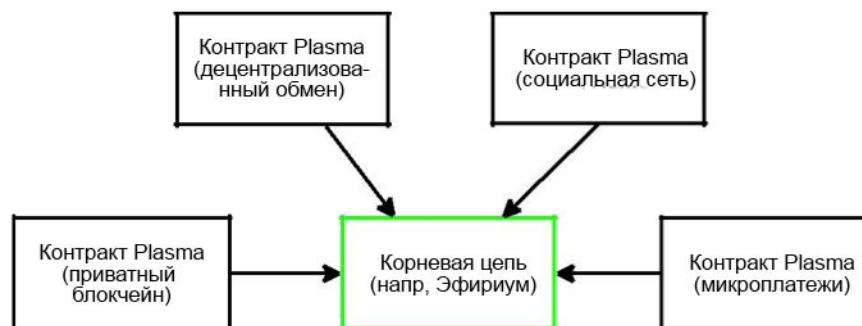 Контракт Plasma
(децентрализова-
нный обмен)
Контракт Plasma
(социальная сеть)
Контракт Plasma
(приватный
блокчейн)
Корневая цепь
(напр, Эфириум)
Контракт Plasma
(микроплатежи)